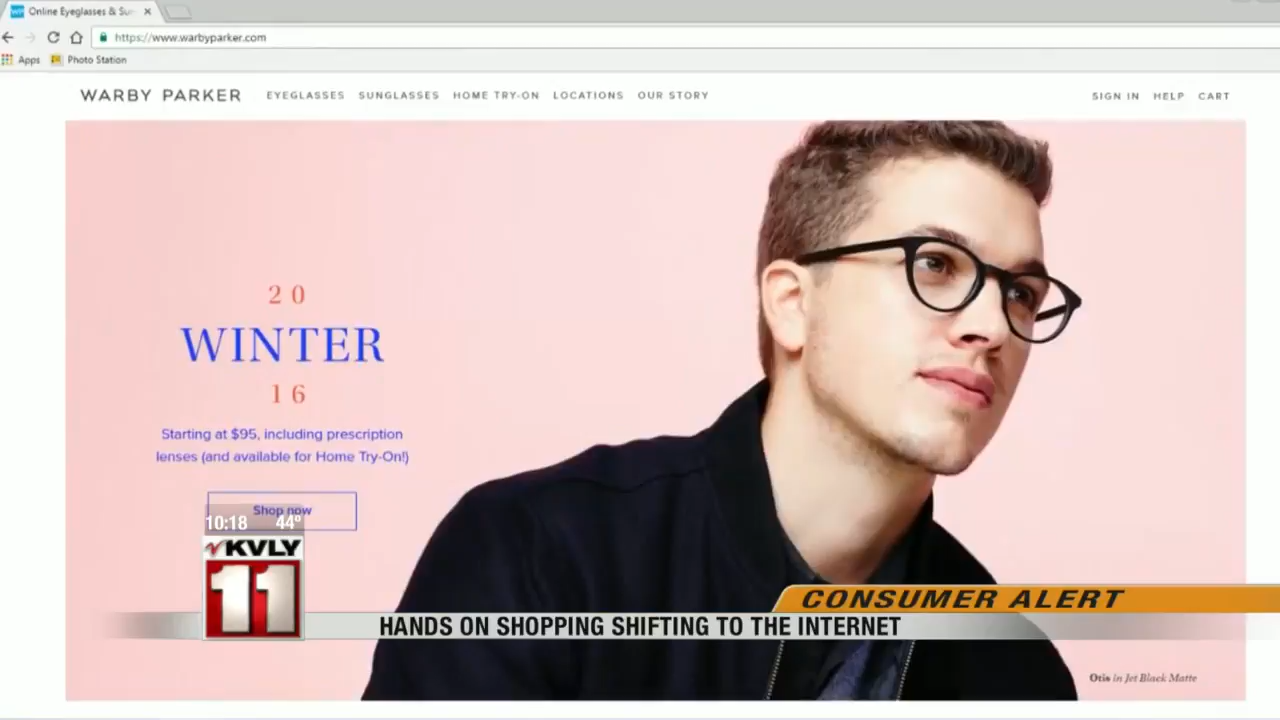 Online Eyeglasses & Su
https://www.warbyparker.com
Apps Photo Station
WARBY PARKER EYEGLASSES SUNGLASSES HOME TRY-ON LOCATIONS OUR STORY SIGN IN HELP CART
20
WINTER
16
Starting at $95, including prescription
lenses (and available for Home Try-On!)
Shop now
10:18 44°
KVLY
11
CONSUMER ALERT
HANDS ON SHOPPING SHIFTING TO THE INTERNET
Otis in Jet Black Matte